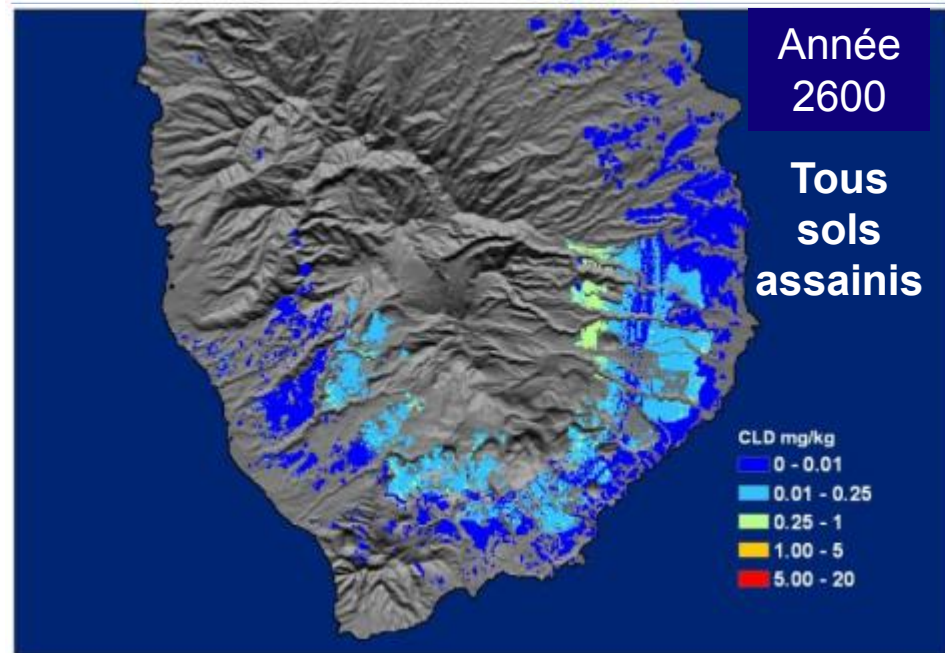 Année
2600
Tous
sols
assainis
CLD mg/kg
0 - 0.01
0.01 - 0.25
0.25 - 1
1.00 - 5
5.00 - 20